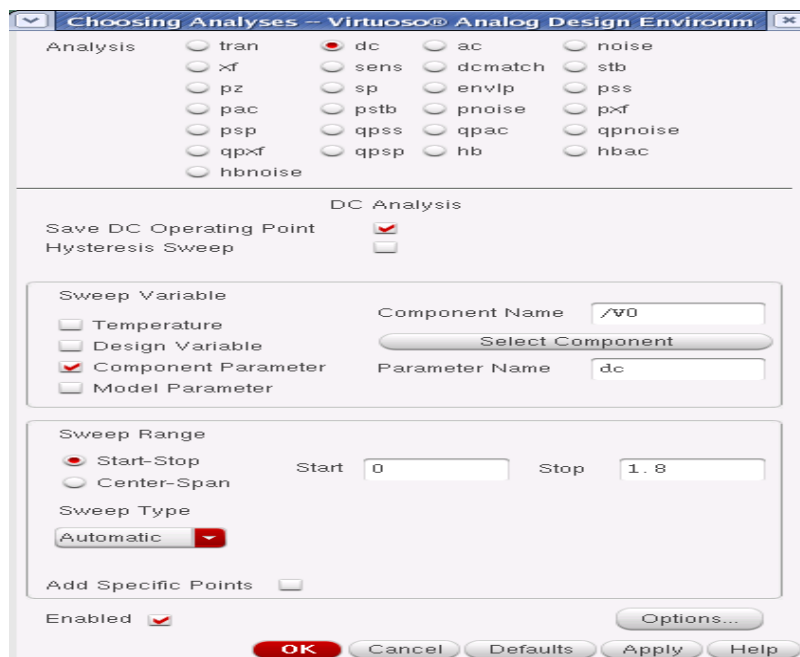 Choosing Analyses -- Virtuoso® Analog Design Environm
Analysis tran dc ac noise
xf sens dcmatch stb
pz sp envlp pss
pac pstb pnoise pxf
psp qpss qpac qpnoise
qpxf qpsp hb hbac
hbnoise
DC Analysis
Save DC Operating Point
Hysteresis Sweep
Sweep Variable
Temperature
Design Variable
Component Parameter
Model Parameter
Component Name /V0
Select Component
Parameter Name dc
Sweep Range
Start-Stop
Center-Span
Start 0 Stop 1.8
Sweep Type
Automatic
Add Specific Points
Enabled Options...
OK Cancel Defaults Apply Help